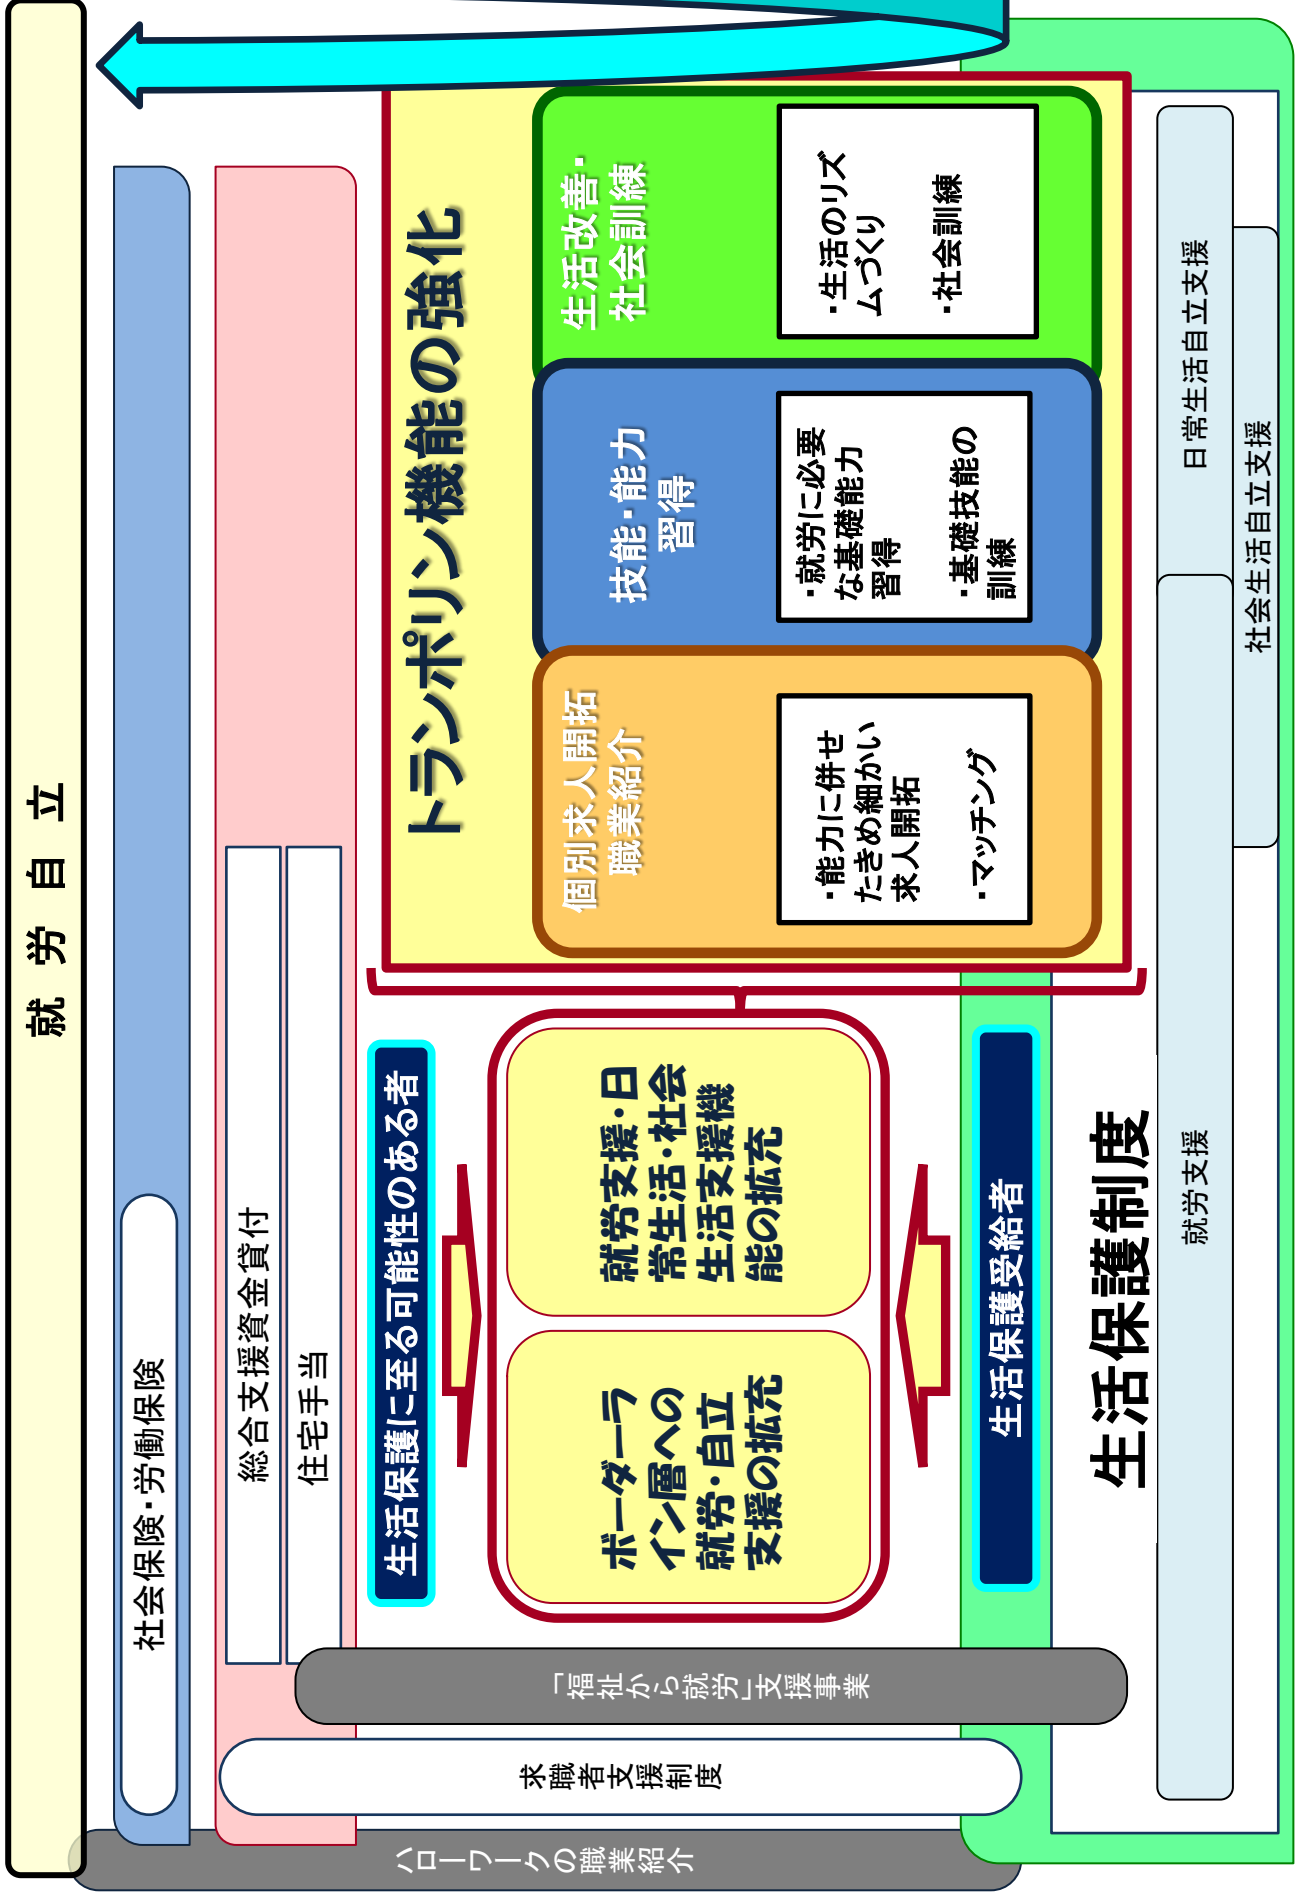 就 労 自 立
社会保険・労働保険
総合支援資金貸付
住宅手当
生活保護に至る可能性のある者
ボーダーラ
イン層への
就労・自立
支援の拡充
就労支援・日
常生活・社会
生活支援機
能の拡充
生活保護受給者
トランポリン機能の強化
個別求人開拓
職業紹介
・能力に併せ
たきめ細かい
求人開拓
・マッチング
技能・能力
習得
・就労に必要
な基礎能力
習得
・基礎技能の
訓練
生活改善・
社会訓練
・生活のリズ
ムづくり
・社会訓練
ハローワークの職業紹介
求職者支援制度
「福祉から就労」支援事業
生活保護制度
就労支援
日常生活自立支援
社会生活自立支援